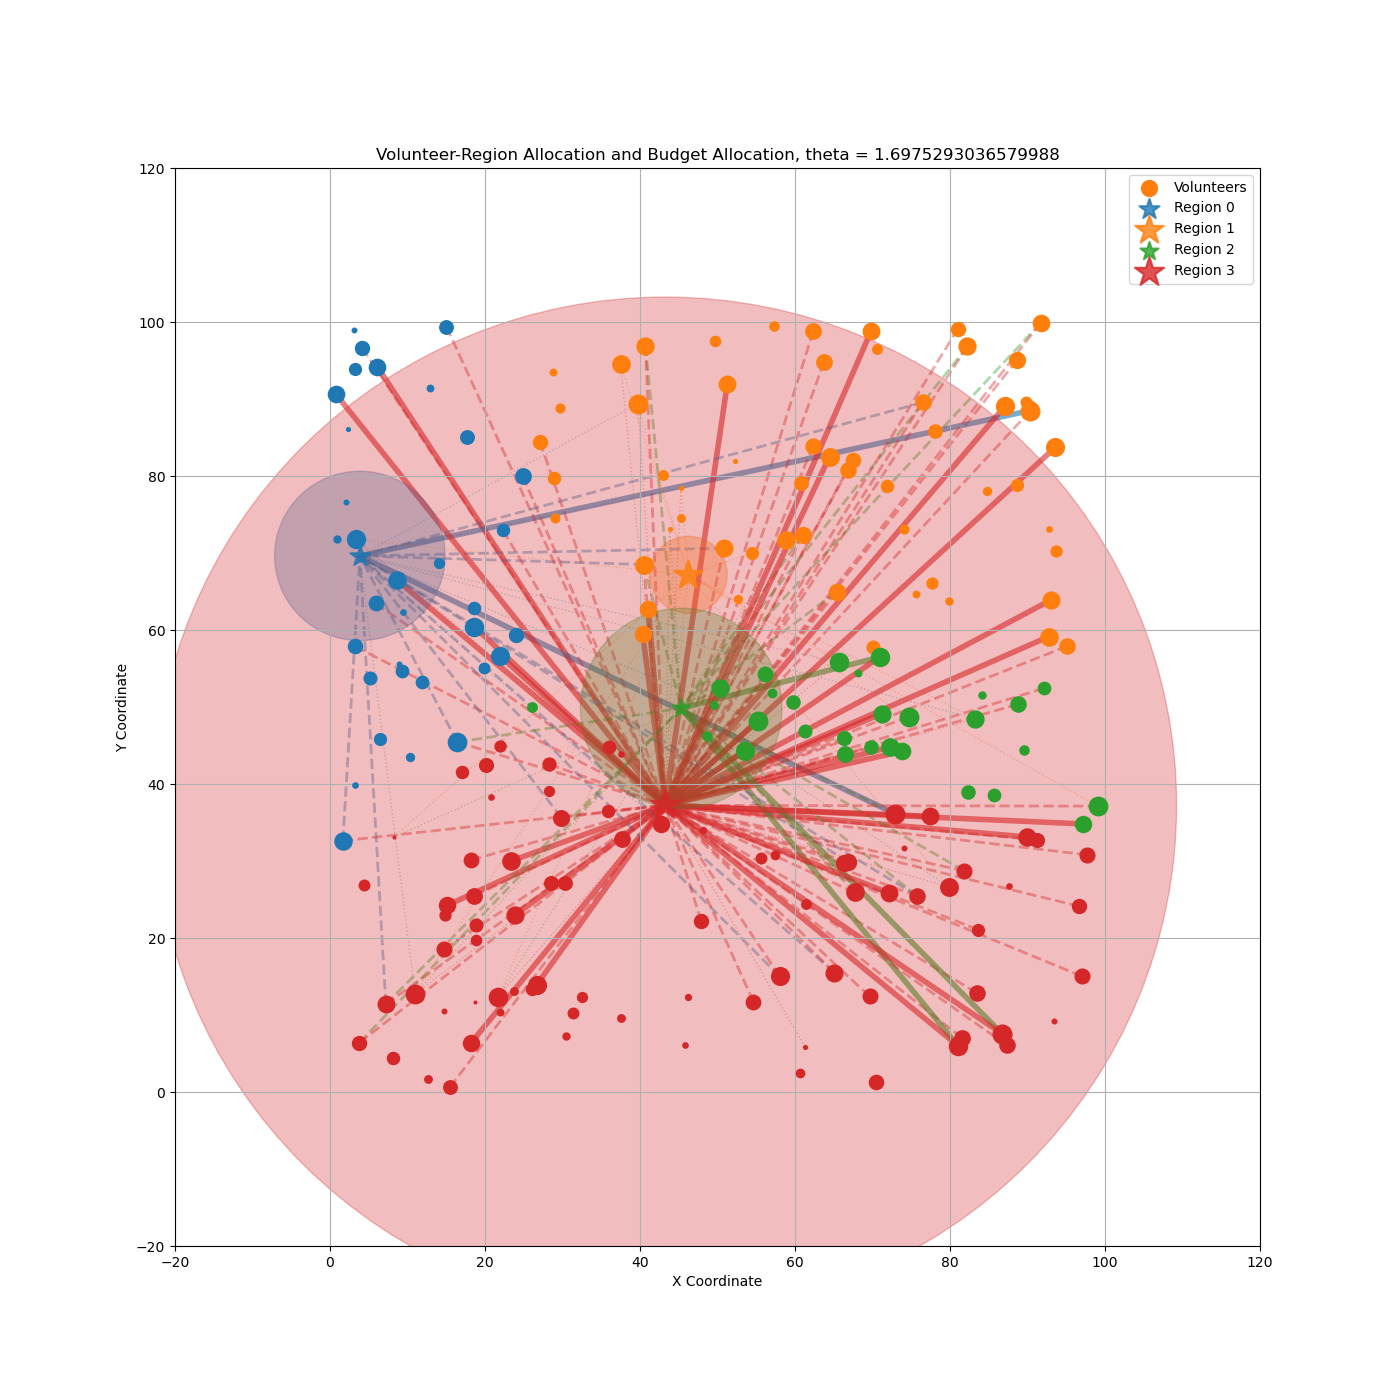 Volunteer-Region Allocation and Budget Allocation, theta = 1.6975293036579988
120
100
80
60
40
20
0
−20
Y Coordinate
Volunteers
Region 0
Region 1
Region 2
Region 3
−20 0 20 40 60 80 100 120
X Coordinate